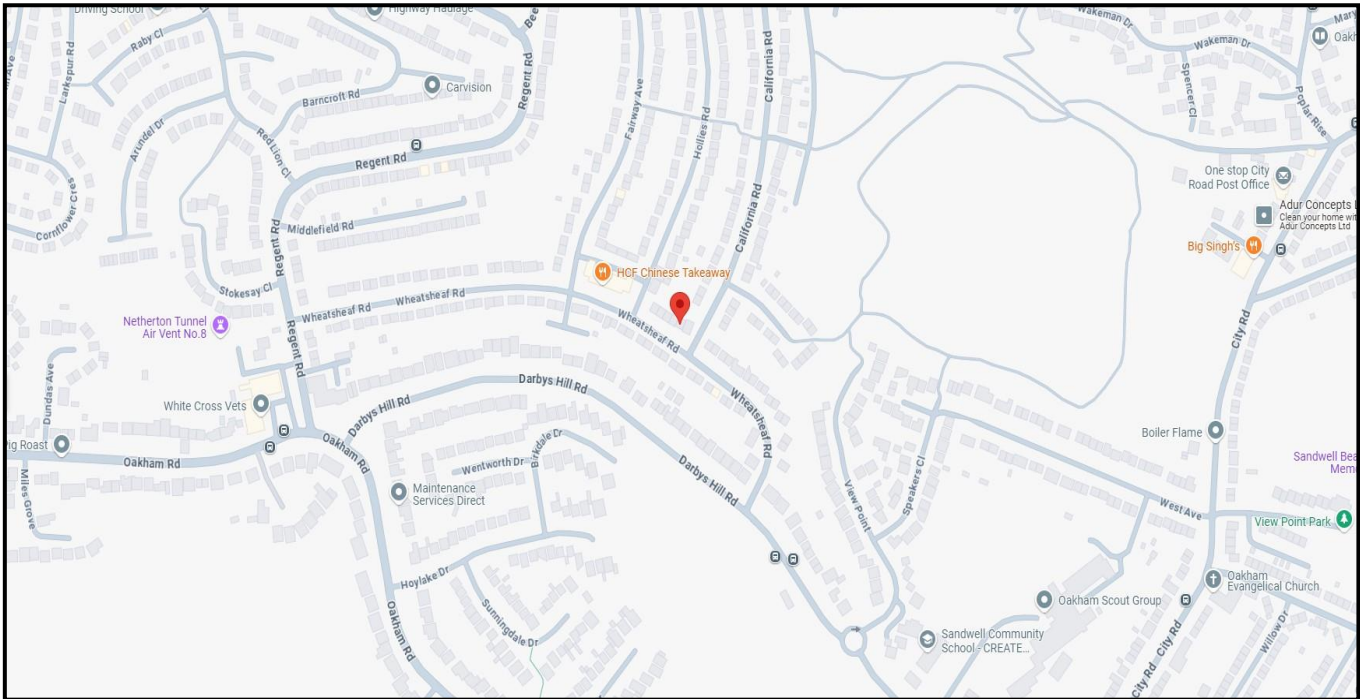 Driving School
Highway Haulage
Raby Cl
Larkspur Rd
Carvision
Barncroft Rd
Regent Rd
Arundel Dr
Red Lion Cl
Regent Rd
Cornflower Cres
Middlefield Rd
Regent Rd
Stokesay Cl
Fairway Ave
Hollies Rd
California Rd
California Rd
Wakeman Dr
Wakeman Dr
Spencer Cl
Poplar Rise
One stop City
Road Post Office
Adur Concepts L
Clean your home wit
Adur Concepts Ltd
Big Singh's
HCF Chinese Takeaway
Wheatsheaf Rd
Wheatsheaf Rd
Wheatsheaf Rd
Wheatsheaf Rd
Netherton Tunnel
Air Vent No.8
Regent Rd
City Rd
Dundas Ave
Darbys Hill Rd
Darbys Hill Rd
Darbys Hill Rd
White Cross Vets
Pig Roast
Oakham Rd
Oakham Rd
Miles Grove
Wentworth Dr
Birkdale Dr
Maintenance
Services Direct
Boiler Flame
Sandwell Bea
Memo
View Point
Speakers Cl
West Ave
View Point Park
Hoylake Dr
Sunningdale Dr
Oakham Rd
Oakham
Evangelical Church
Oakham Scout Group
Sandwell Community
School - CREATE...
City Rd
City Rd
Willow Dr